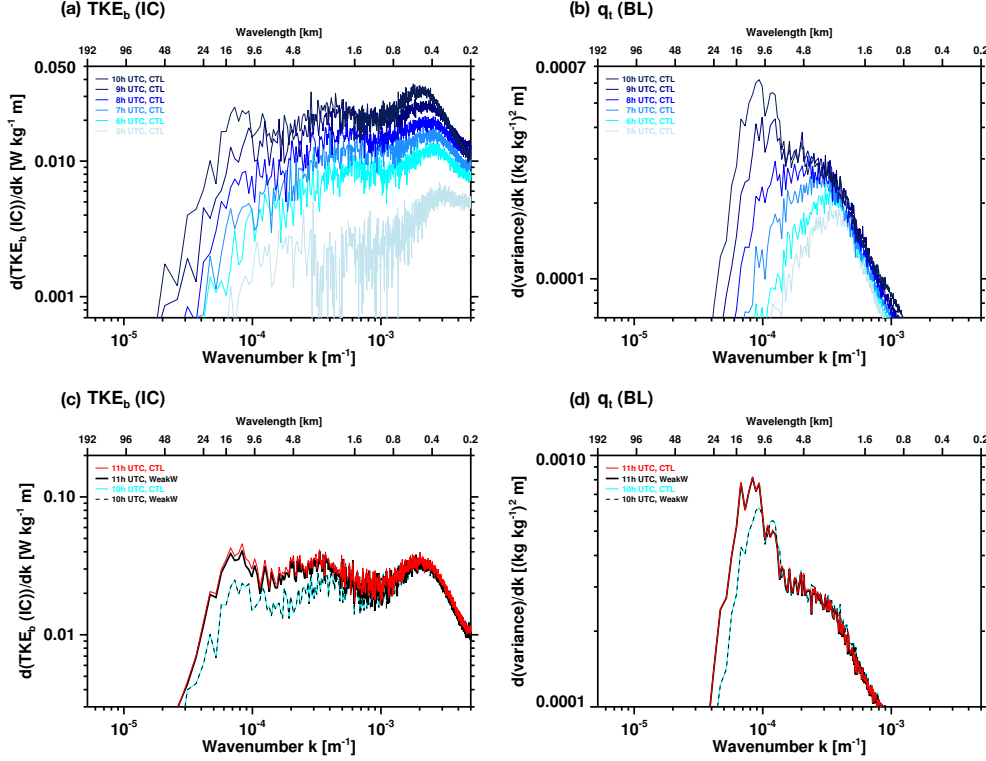 (a) TKE_b (IC)
Wavelength [km]
192 96 48 24 16 9.6 4.8 1.6 0.8 0.4 0.2
0.050
0.010
0.001
d(TKE_b (IC))/dk [W kg^-1 m]
10h UTC, CTL
9h UTC, CTL
8h UTC, CTL
7h UTC, CTL
6h UTC, CTL
5h UTC, CTL
10^-5 10^-4 10^-3
Wavenumber k [m^-1]
(b) q_t (BL)
Wavelength [km]
192 96 48 24 16 9.6 4.8 1.6 0.8 0.4 0.2
0.0007
0.0001
d(variance)/dk [(kg kg^-1)^2 m]
10h UTC, CTL
9h UTC, CTL
8h UTC, CTL
7h UTC, CTL
6h UTC, CTL
5h UTC, CTL
10^-5 10^-4 10^-3
Wavenumber k [m^-1]
(c) TKE_b (IC)
Wavelength [km]
192 96 48 24 16 9.6 4.8 1.6 0.8 0.4 0.2
0.10
0.01
d(TKE_b (IC))/dk [W kg^-1 m]
11h UTC, CTL
11h UTC, WeakW
10h UTC, CTL
10h UTC, WeakW
10^-5 10^-4 10^-3
Wavenumber k [m^-1]
(d) q_t (BL)
Wavelength [km]
192 96 48 24 16 9.6 4.8 1.6 0.8 0.4 0.2
0.0010
0.0001
d(variance)/dk [(kg kg^-1)^2 m]
11h UTC, CTL
11h UTC, WeakW
10h UTC, CTL
10h UTC, WeakW
10^-5 10^-4 10^-3
Wavenumber k [m^-1]